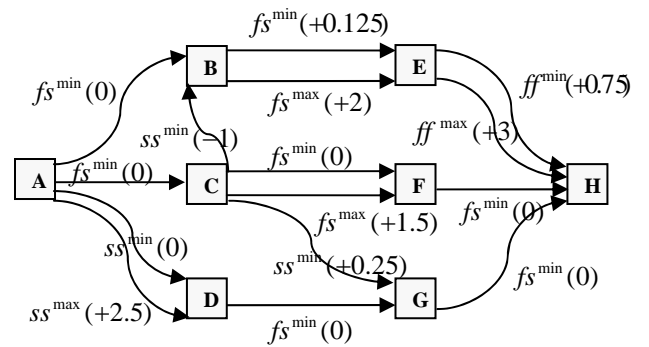 fs^min(+0.125)
B
E
fs^min(0)
fs^max(+2)
ff^min(+0.75)
ss^min(−1)
ff^max(+3)
fs^min(0)
A
fs^min(0)
C
F
H
fs^max(+1.5)
fs^min(0)
ss^min(0)
ss^min(+0.25)
fs^min(0)
ss^max(+2.5)
D
G
fs^min(0)